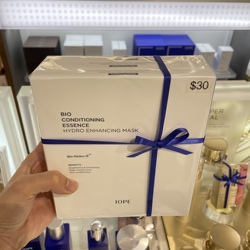 $30
BIO
CONDITIONING
ESSENCE
HYDRO ENHANCING MASK
IOPE